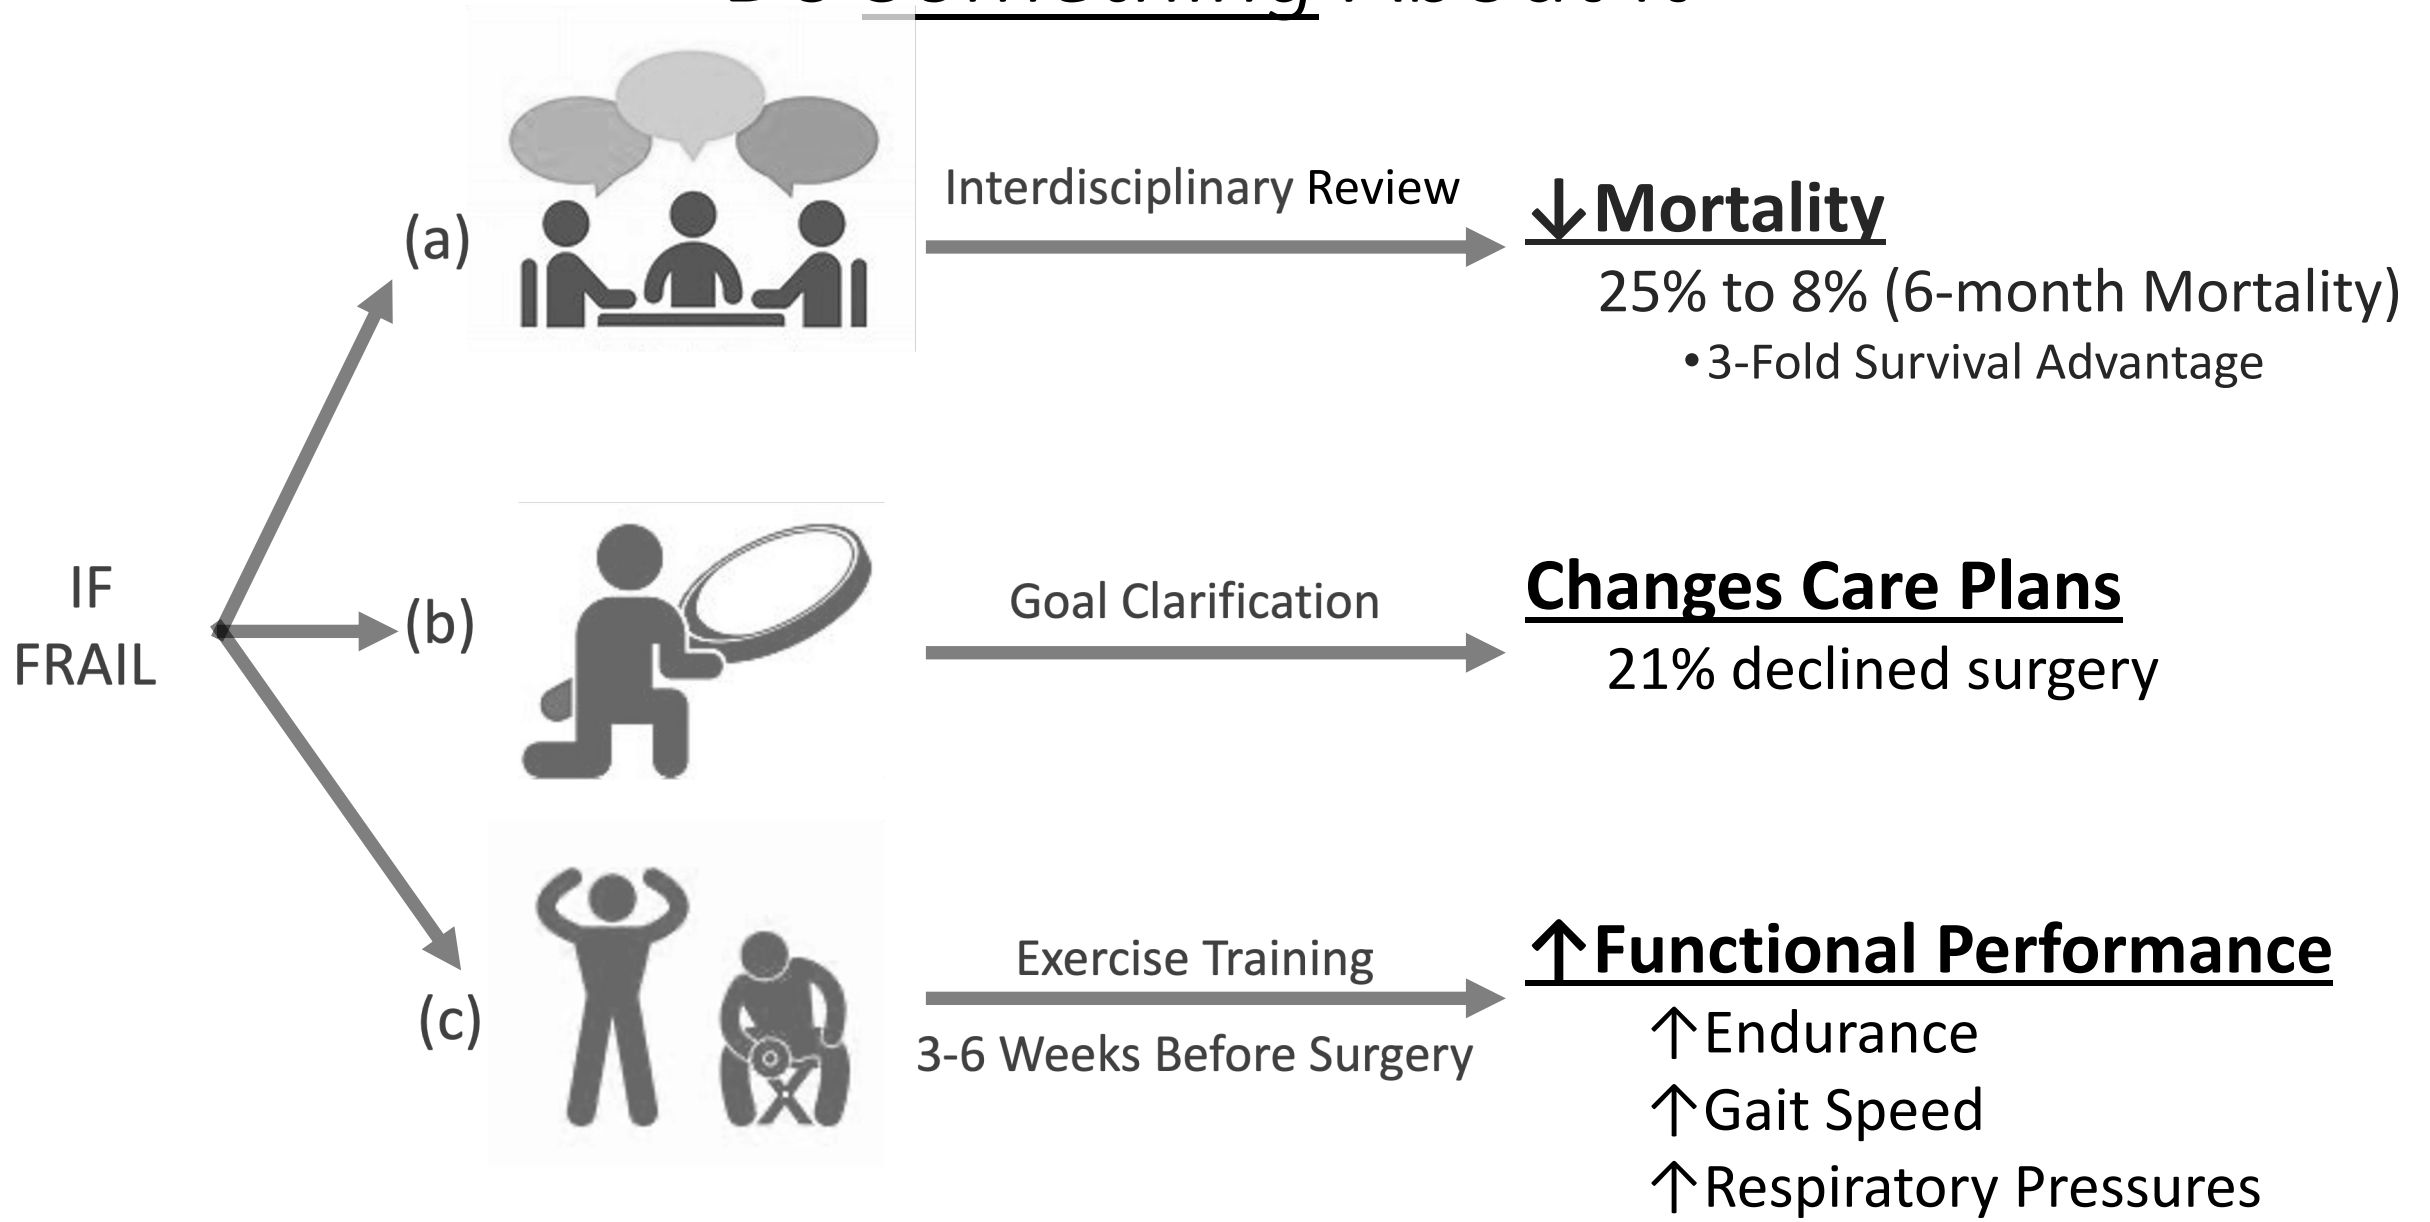 IF
FRAIL
(a)
Interdisciplinary Review
↓Mortality
25% to 8% (6-month Mortality)
•3-Fold Survival Advantage
(b)
Goal Clarification
Changes Care Plans
21% declined surgery
(c)
Exercise Training
3-6 Weeks Before Surgery
↑Functional Performance
↑Endurance
↑Gait Speed
↑Respiratory Pressures